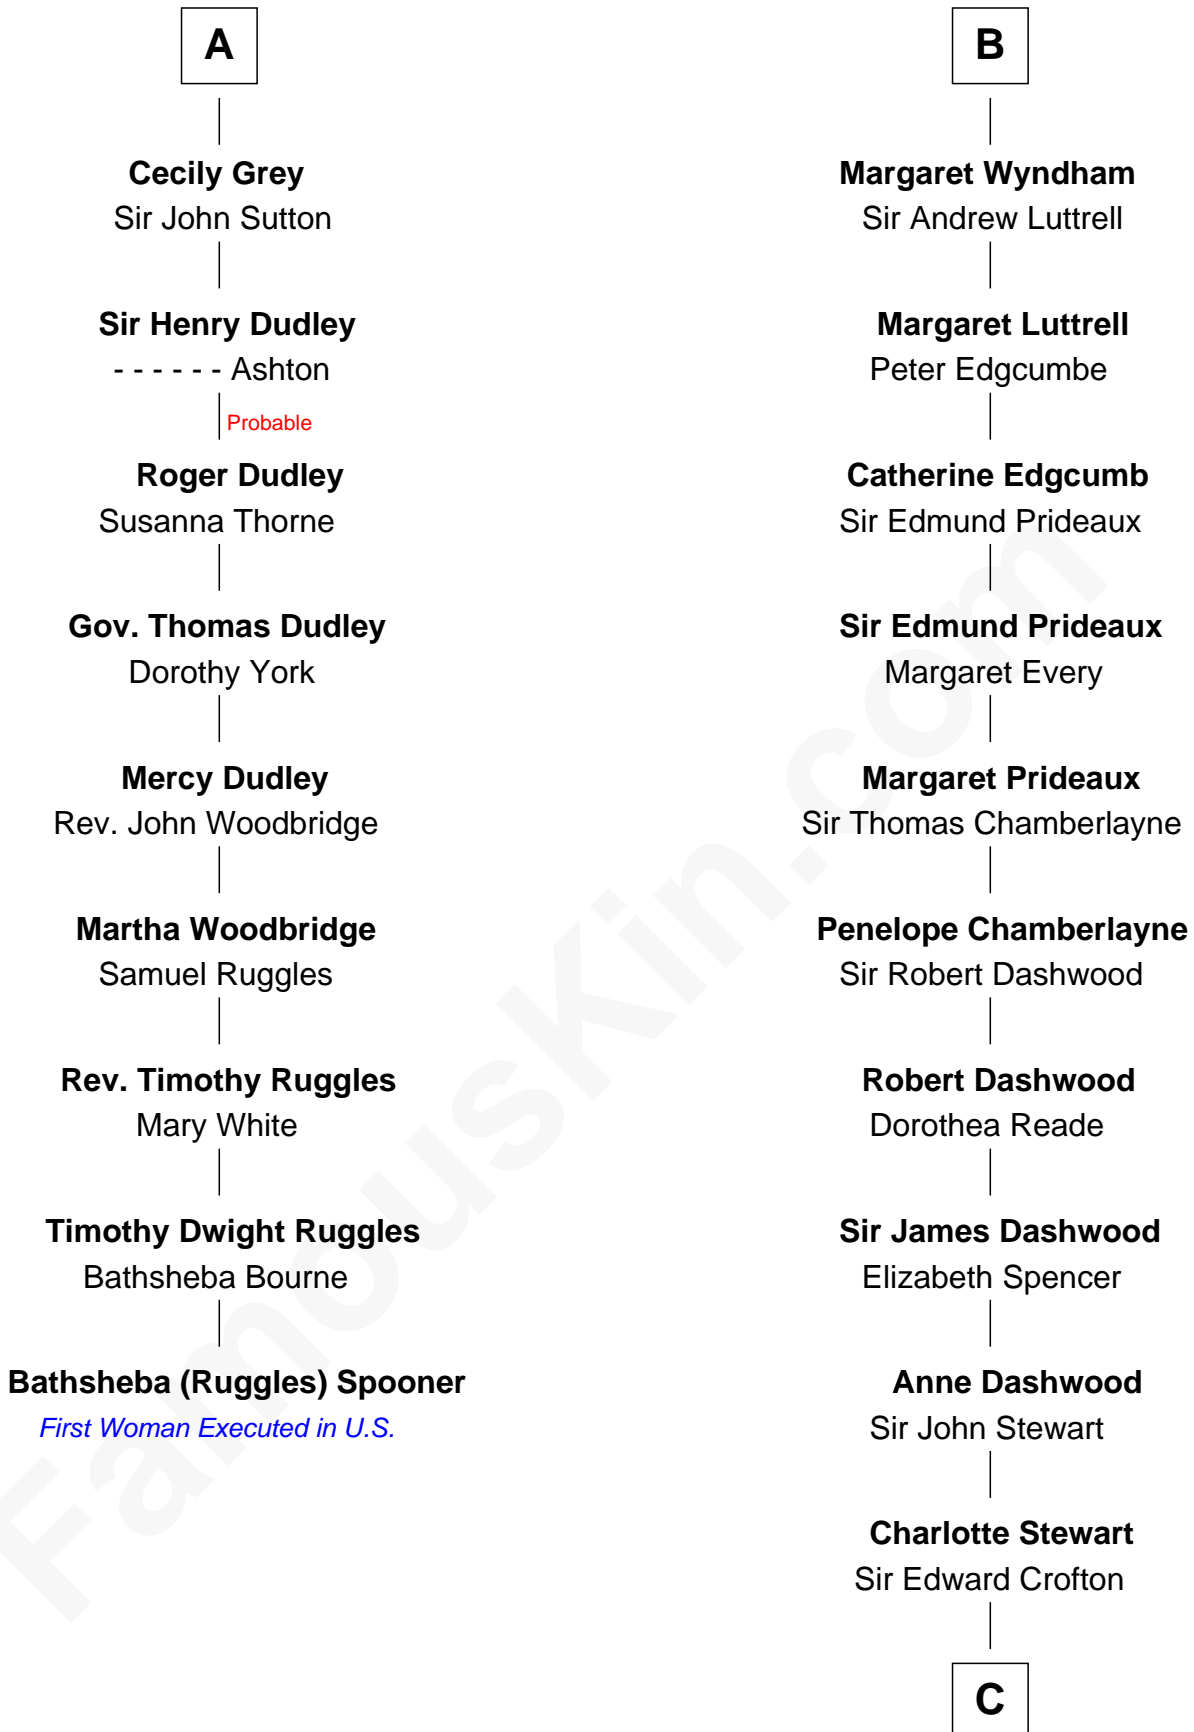 A
Cecily Grey
Sir John Sutton
Sir Henry Dudley
- - - - - - Ashton
Probable
Roger Dudley
Susanna Thorne
Gov. Thomas Dudley
Dorothy York
Mercy Dudley
Rev. John Woodbridge
Martha Woodbridge
Samuel Ruggles
Rev. Timothy Ruggles
Mary White
Timothy Dwight Ruggles
Bathsheba Bourne
Bathsheba (Ruggles) Spooner
First Woman Executed in U.S.
B
Margaret Wyndham
Sir Andrew Luttrell
Margaret Luttrell
Peter Edgcumbe
Catherine Edgcumb
Sir Edmund Prideaux
Sir Edmund Prideaux
Margaret Every
Margaret Prideaux
Sir Thomas Chamberlayne
Penelope Chamberlayne
Sir Robert Dashwood
Robert Dashwood
Dorothea Reade
Sir James Dashwood
Elizabeth Spencer
Anne Dashwood
Sir John Stewart
Charlotte Stewart
Sir Edward Crofton
C
FamousKin.com